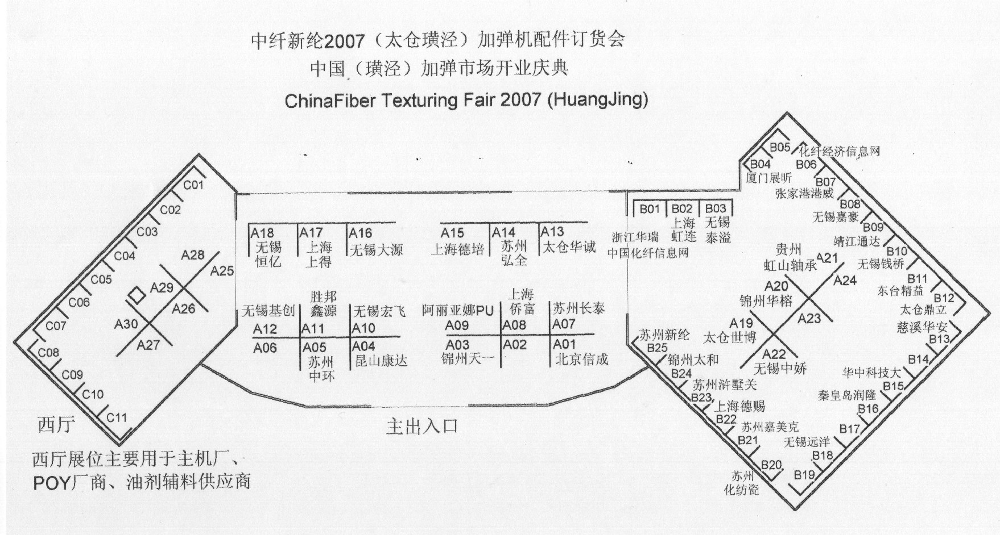 中纤新纶2007（太仓璜泾）加弹机配件订货会
中国（璜泾）加弹市场开业庆典
ChinaFiber Texturing Fair 2007 (HuangJing)
C01
C02
C03
C04
C05
C06
C07
C08
C09
C10
C11
A28
A25
A29
A26
A30
A27
西厅
西厅展位主要用于主机厂、
POY厂商、油剂辅料供应商
A18
无锡
恒亿
A17
上海
上得
A16
无锡大源
A15
上海德培
A14
苏州
弘全
A13
太仓华诚
无锡基创
A12
胜邦
鑫源
A11
无锡宏飞
A10
阿丽亚娜PU
A09
上海
侨富
A08
苏州长泰
A07
A06
A05
苏州
中环
A04
昆山康达
A03
锦州天一
A02
A01
北京信成
主出入口
B01
浙江华瑞
中国化纤信息网
B02
上海
虹连
B03
无锡
泰溢
B04
厦门展昕
B05
化纤经济信息网
B06
B07
张家港港威
B08
无锡嘉豪
B09
靖江通达
B10
无锡钱桥
B11
东台精益
B12
太仓鼎立
慈溪华安
B13
B14
华中科技大
B15
秦皇岛润隆
B16
B17
无锡远洋
B18
B19
贵州
虹山轴承
A21
A24
A20
锦州华榕
A23
A19
太仓世博
A22
无锡中娇
苏州新纶
B25
锦州太和
B24
苏州浒墅关
B23
上海德赐
B22
苏州嘉美克
B21
B20
苏州
化纺瓷